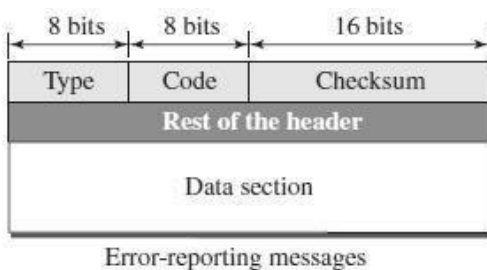 8 bits 8 bits 16 bits
Type Code Checksum
Rest of the header
Data section
Error-reporting messages